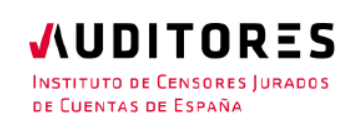 AUDITORES
INSTITUTO DE CENSORES JURADOS
DE CUENTAS DE ESPAÑA